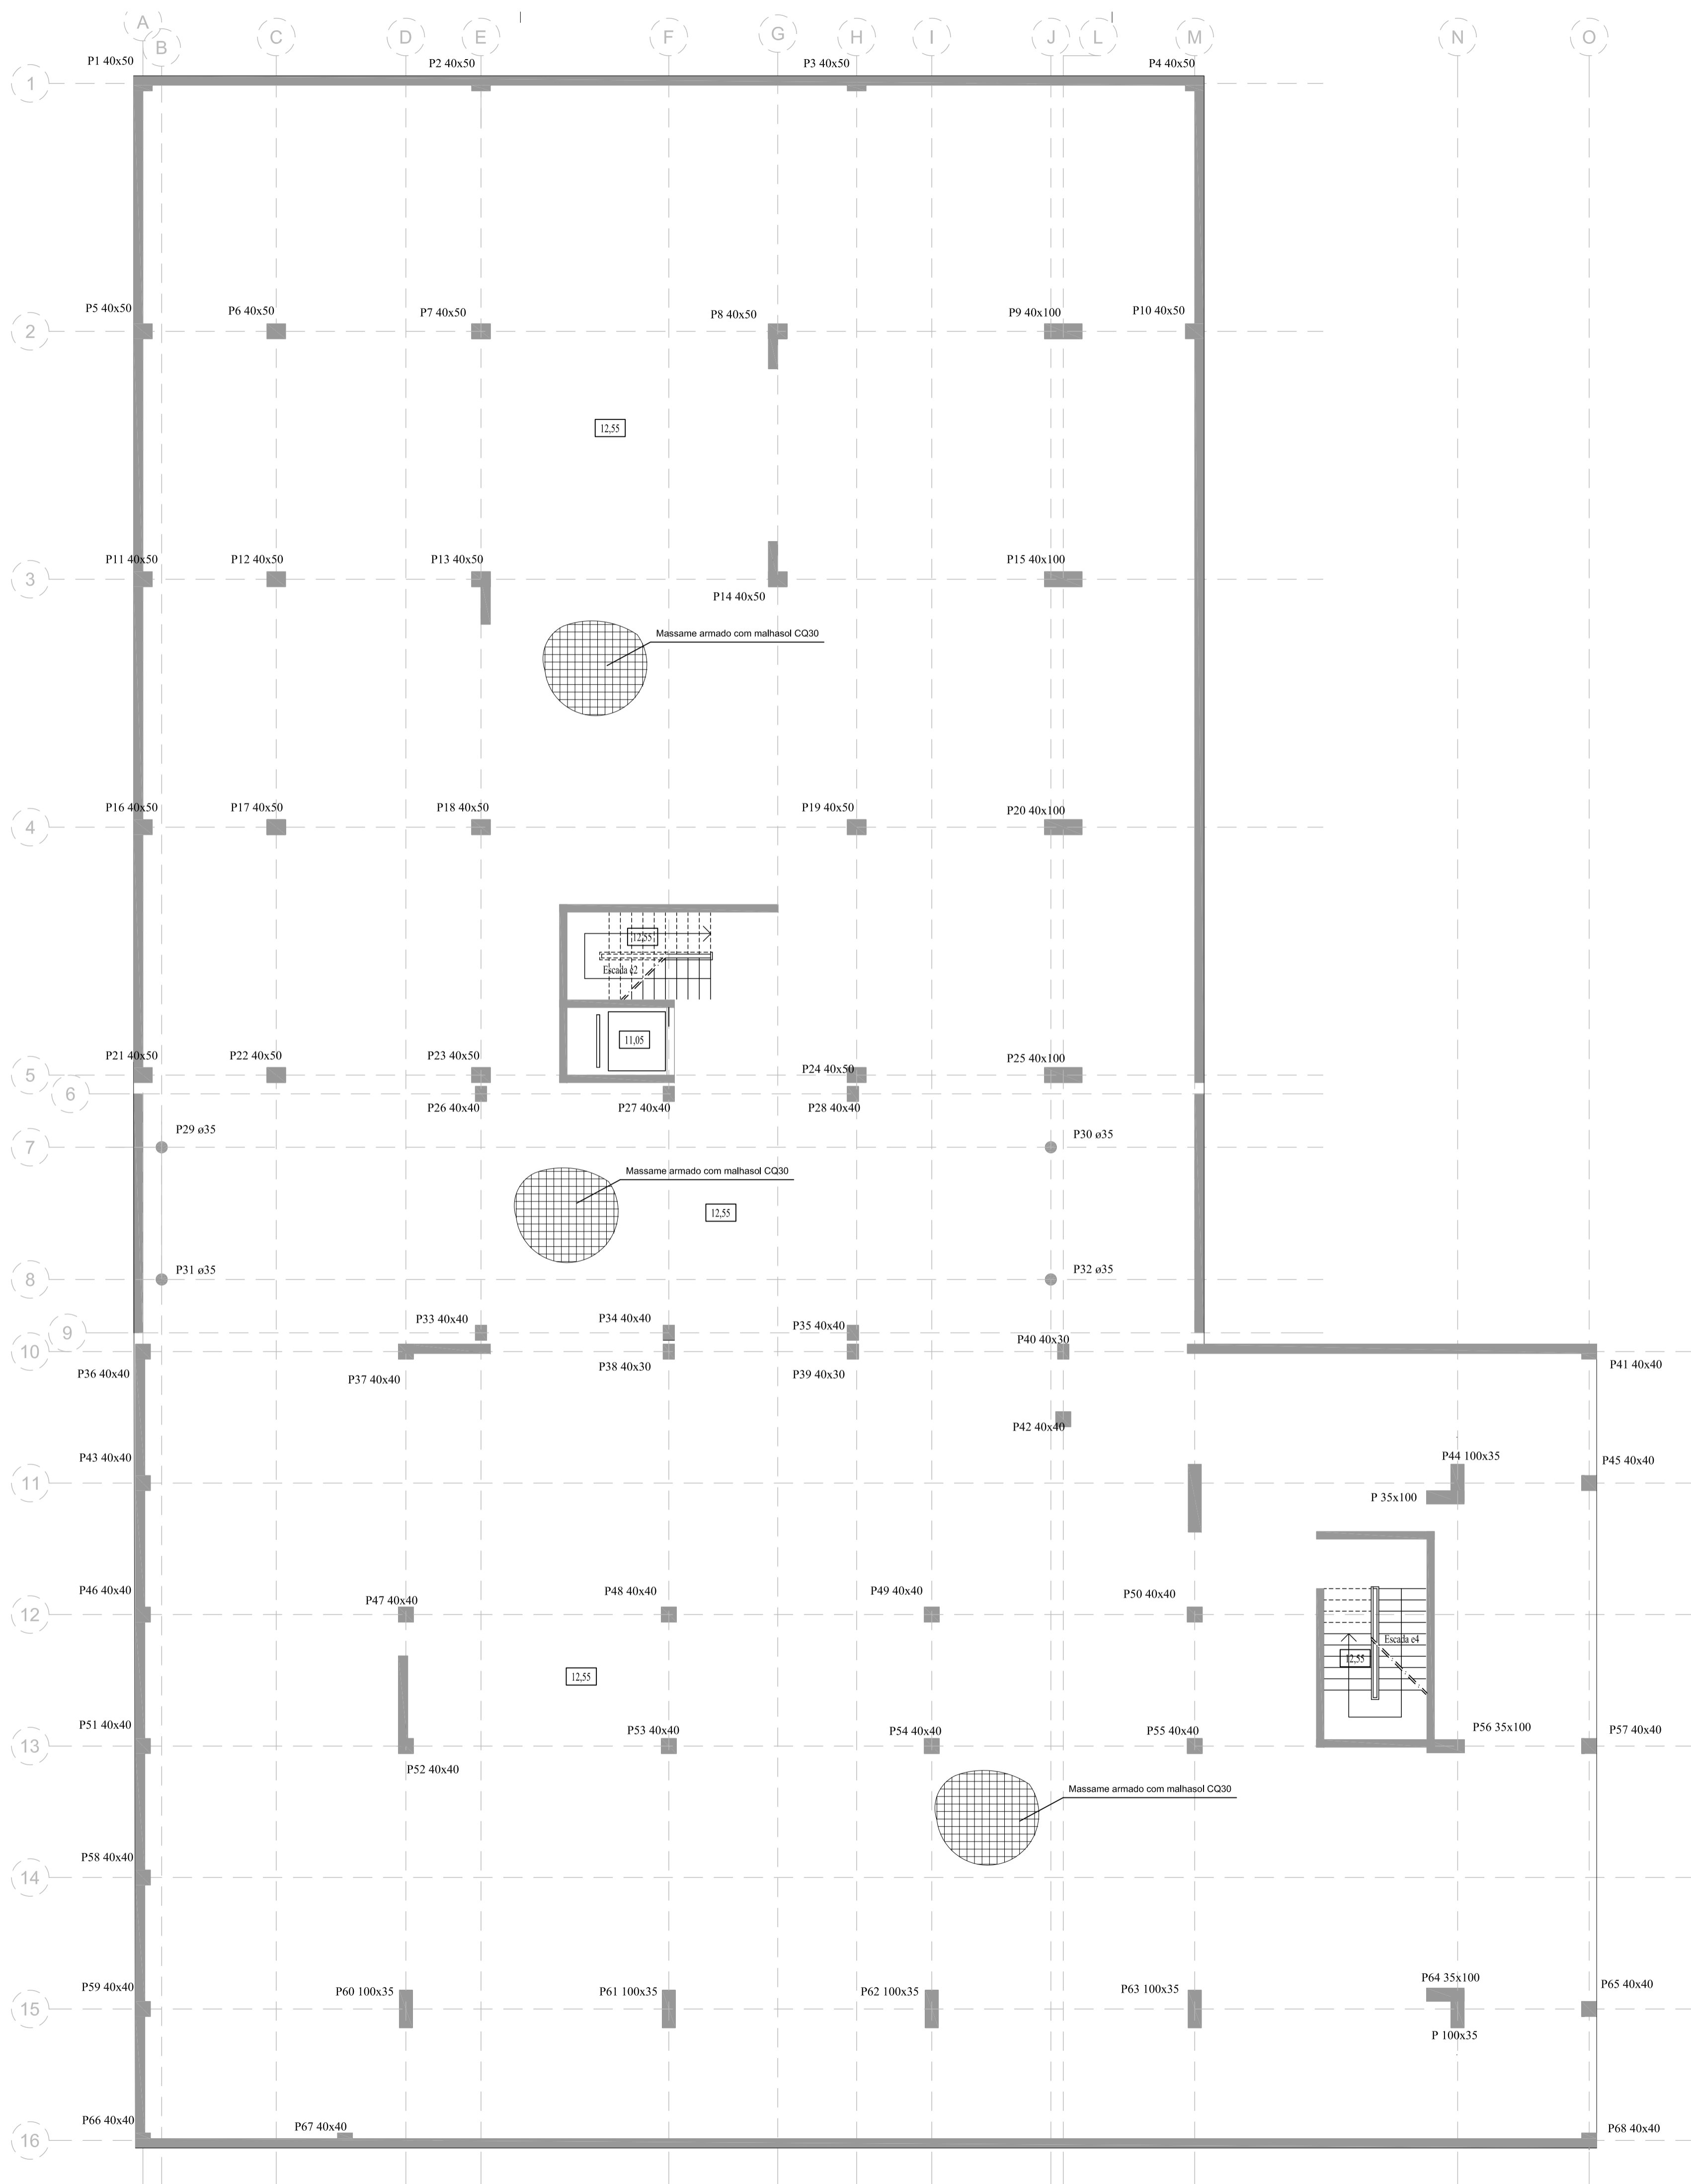 A
B
C
D
E
F
G
H
I
J
L
M
N
O
P1 40x50
P2 40x50
P3 40x50
P4 40x50
1
P5 40x50
P6 40x50
P7 40x50
P8 40x50
P9 40x100
P10 40x50
2
12,55
P11 40x50
P12 40x50
P13 40x50
P15 40x100
3
P14 40x50
Massame armado com malhasol CQ30
P16 40x50
P17 40x50
P18 40x50
P19 40x50
P20 40x100
4
12,55
Escada e2
11,05
P21 40x50
P22 40x50
P23 40x50
P24 40x50
P25 40x100
5
6
P26 40x40
P27 40x40
P28 40x40
P29 ø35
P30 ø35
7
Massame armado com malhasol CQ30
12,55
P31 ø35
P32 ø35
8
P33 40x40
P34 40x40
P35 40x40
9
P40 40x30
10
P36 40x40
P37 40x40
P38 40x30
P39 40x30
P41 40x40
P42 40x40
P43 40x40
P44 100x35
P45 40x40
11
P 35x100
P46 40x40
P47 40x40
P48 40x40
P49 40x40
P50 40x40
12
Escada e4
12,55
12,55
P51 40x40
P53 40x40
P54 40x40
P55 40x40
P56 35x100
P57 40x40
13
P52 40x40
Massame armado com malhasol CQ30
P58 40x40
14
P59 40x40
P60 100x35
P61 100x35
P62 100x35
P63 100x35
P64 35x100
P65 40x40
15
P 100x35
P66 40x40
P67 40x40
P68 40x40
16